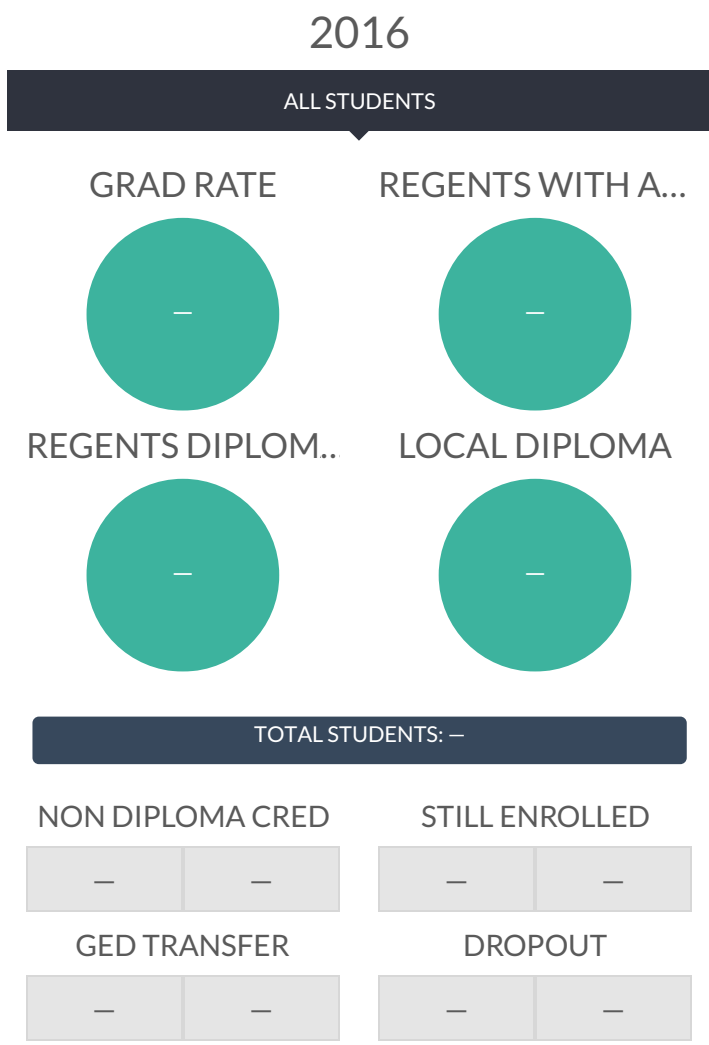 2016
ALL STUDENTS
GRAD RATE REGENTS WITH A...
— —
REGENTS DIPLOM... LOCAL DIPLOMA
— —
TOTAL STUDENTS: —
NON DIPLOMA CRED STILL ENROLLED
— — — —
GED TRANSFER DROPOUT
— — — —